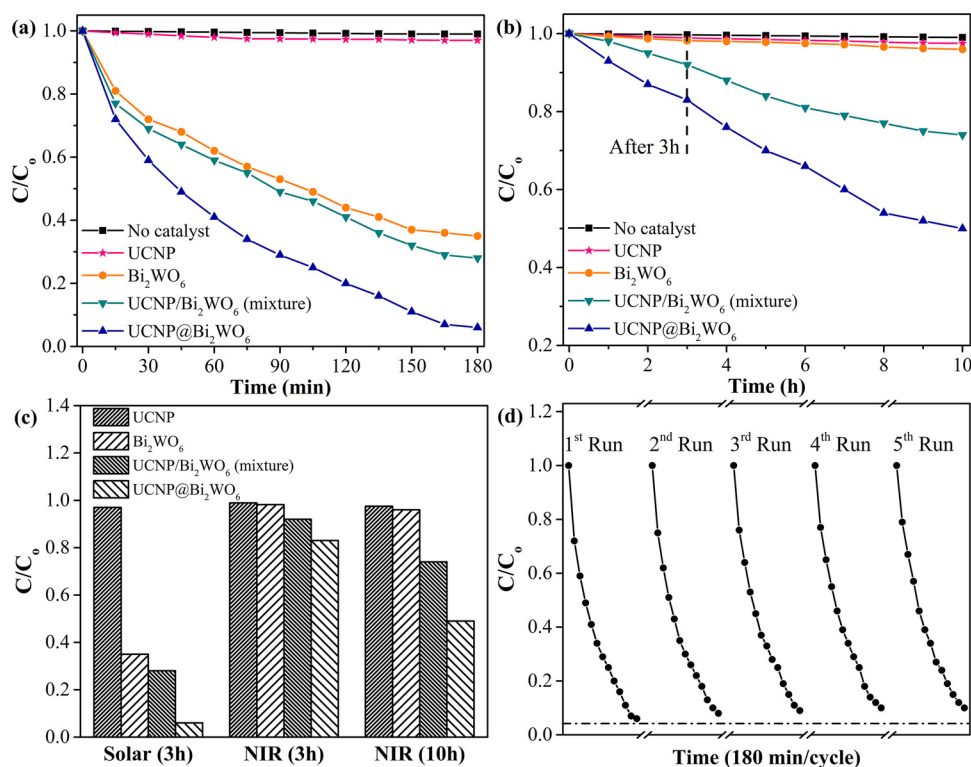 (a)
1.0
0.8
0.6
0.4
0.2
0.0
C/C₀
No catalyst
UCNP
Bi₂WO₆
UCNP/Bi₂WO₆ (mixture)
UCNP@Bi₂WO₆
0 30 60 90 120 150 180
Time (min)
(b)
1.0
0.8
0.6
0.4
0.2
C/C₀
After 3h
No catalyst
UCNP
Bi₂WO₆
UCNP/Bi₂WO₆ (mixture)
UCNP@Bi₂WO₆
0 2 4 6 8 10
Time (h)
(c)
1.4
1.2
1.0
0.8
0.6
0.4
0.2
0.0
C/C₀
UCNP
Bi₂WO₆
UCNP/Bi₂WO₆ (mixture)
UCNP@Bi₂WO₆
Solar (3h) NIR (3h) NIR (10h)
(d)
1.2
1.0
0.8
0.6
0.4
0.2
0.0
C/C₀
1ˢᵗ Run 2ⁿᵈ Run 3ʳᵈ Run 4ᵗʰ Run 5ᵗʰ Run
Time (180 min/cycle)